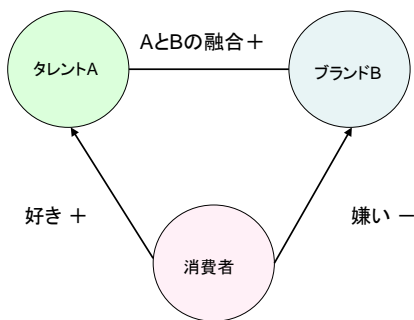 AとBの融合＋
タレントA
ブランドB
好き ＋
嫌い －
消費者